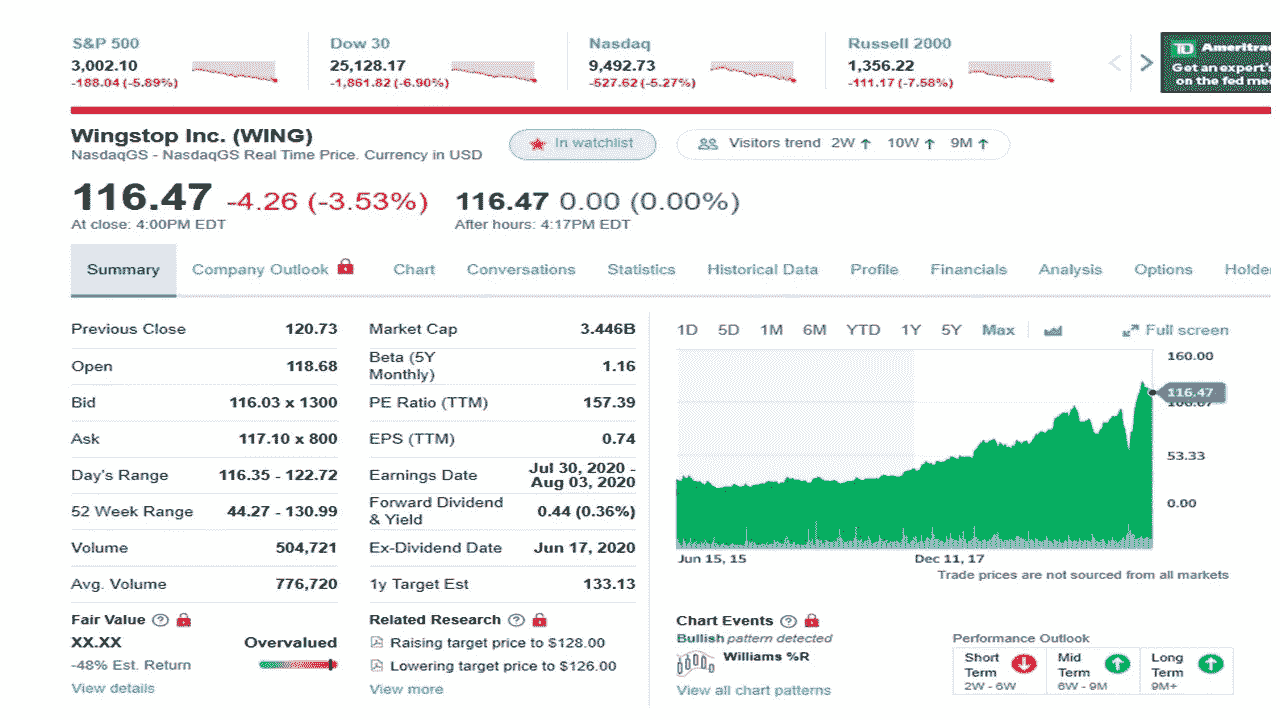 S&P 500
3,002.10
-188.04 (-5.89%)
Dow 30
25,128.17
-1,861.82 (-6.90%)
Nasdaq
9,492.73
-527.62 (-5.27%)
Russell 2000
1,356.22
-111.17 (-7.58%)
TD Ameritra
Get an expert's
on the fed me
Wingstop Inc. (WING)
NasdaqGS - NasdaqGS Real Time Price. Currency in USD
In watchlist
Visitors trend 2W ↑ 10W ↑ 9M ↑
116.47 -4.26 (-3.53%)
At close: 4:00PM EDT
116.47 0.00 (0.00%)
After hours: 4:17PM EDT
Summary Company Outlook Chart Conversations Statistics Historical Data Profile Financials Analysis Options Holde
Previous Close 120.73
Open 118.68
Bid 116.03 x 1300
Ask 117.10 x 800
Day's Range 116.35 - 122.72
52 Week Range 44.27 - 130.99
Volume 504,721
Avg. Volume 776,720
Market Cap 3.446B
Beta (5Y
Monthly) 1.16
PE Ratio (TTM) 157.39
EPS (TTM) 0.74
Earnings Date Jul 30, 2020 -
Aug 03, 2020
Forward Dividend
& Yield 0.44 (0.36%)
Ex-Dividend Date Jun 17, 2020
1y Target Est 133.13
1D 5D 1M 6M YTD 1Y 5Y Max Full screen
160.00
116.47
53.33
0.00
Jun 15, 15 Dec 11, 17
Trade prices are not sourced from all markets
Fair Value ?
XX.XX Overvalued
-48% Est. Return
View details
Related Research ?
Raising target price to $128.00
Lowering target price to $126.00
View more
Chart Events ?
Bullish pattern detected
Williams %R
View all chart patterns
Performance Outlook
Short
Term
2W - 6W
Mid
Term
6W - 9M
Long
Term
9M+